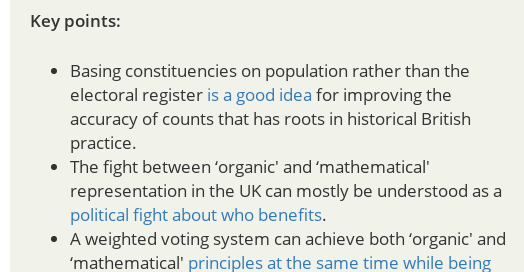 Key points:
Basing constituencies on population rather than the
electoral register is a good idea for improving the
accuracy of counts that has roots in historical British
practice.
The fight between ‘organic' and ‘mathematical'
representation in the UK can mostly be understood as a
political fight about who benefits.
A weighted voting system can achieve both ‘organic' and
‘mathematical' principles at the same time while being